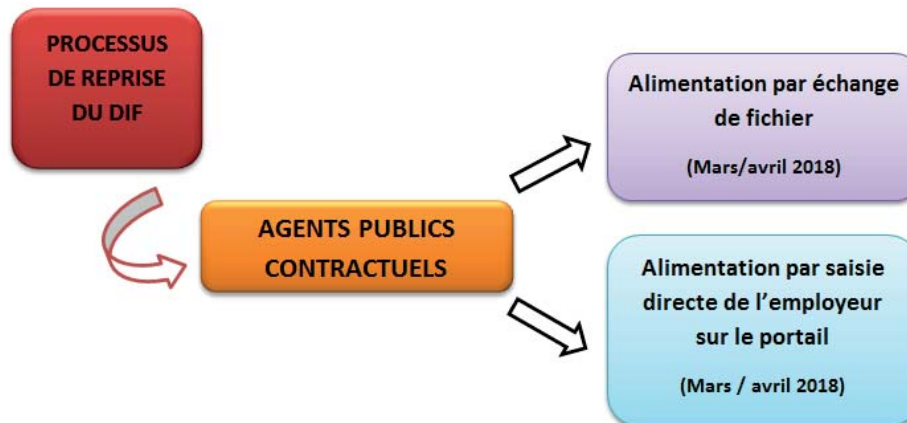 PROCESSUS
DE REPRISE
DU DIF
AGENTS PUBLICS
CONTRACTUELS
Alimentation par échange
de fichier
(Mars/avril 2018)
Alimentation par saisie
directe de l’employeur
sur le portail
(Mars / avril 2018)